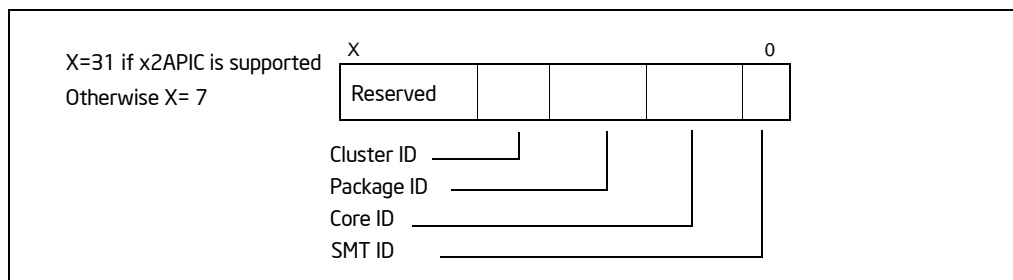 X=31 if x2APIC is supported
Otherwise X= 7
X 0
Reserved
Cluster ID
Package ID
Core ID
SMT ID